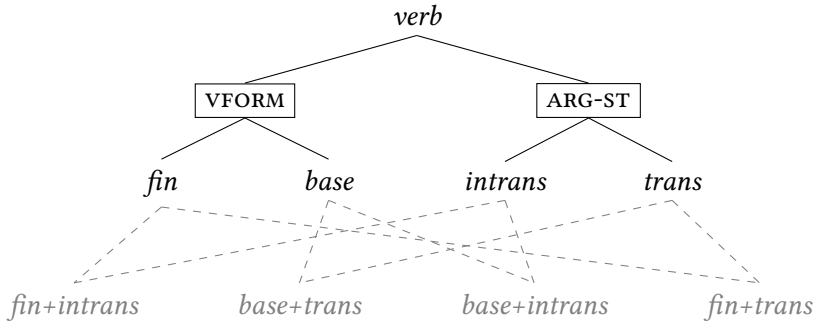 verb
VFORM ARG-ST
fin base intrans trans
fin+intrans base+trans base+intrans fin+trans